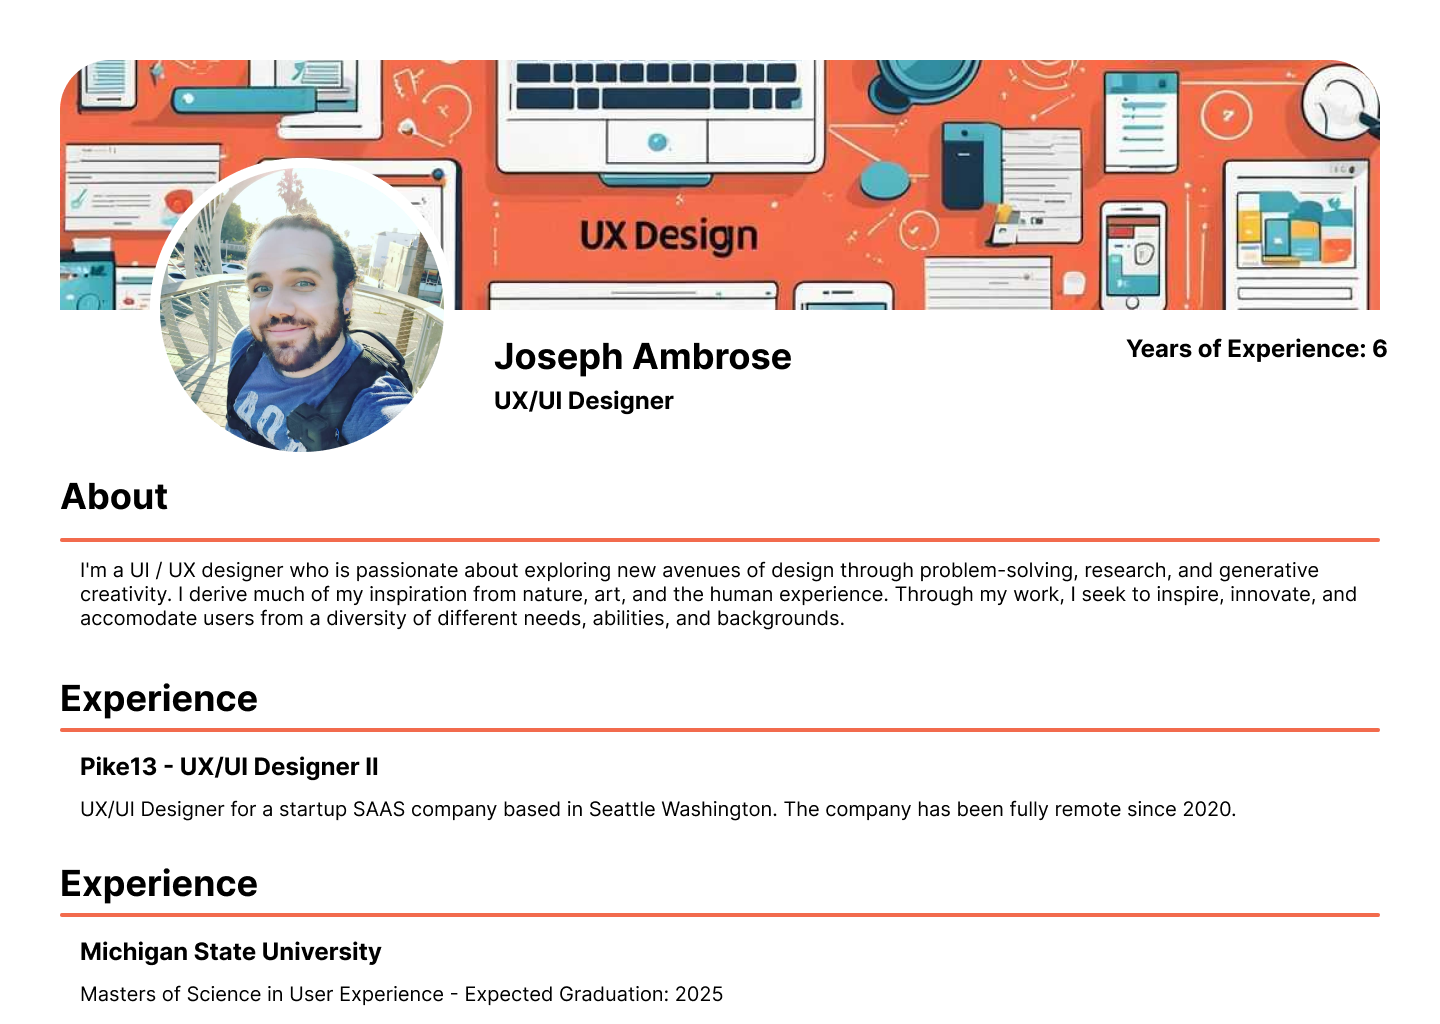 UX Design
Joseph Ambrose
Years of Experience: 6
UX/UI Designer
About
I'm a UI / UX designer who is passionate about exploring new avenues of design through problem-solving, research, and generative
creativity. I derive much of my inspiration from nature, art, and the human experience. Through my work, I seek to inspire, innovate, and
accomodate users from a diversity of different needs, abilities, and backgrounds.
Experience
Pike13 - UX/UI Designer II
UX/UI Designer for a startup SAAS company based in Seattle Washington. The company has been fully remote since 2020.
Experience
Michigan State University
Masters of Science in User Experience - Expected Graduation: 2025